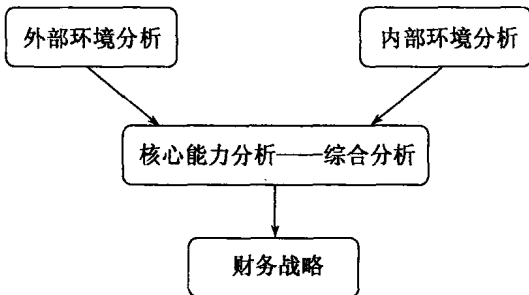 外部环境分析
内部环境分析
核心能力分析——综合分析
财务战略